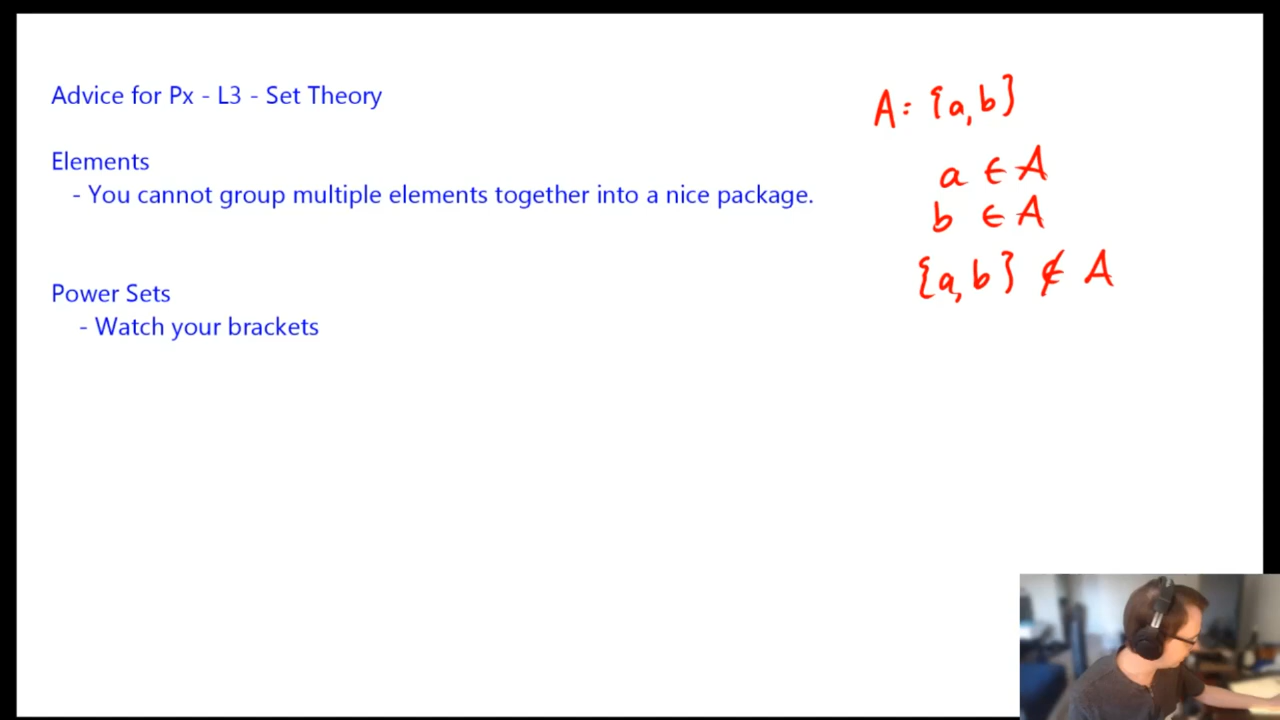 Advice for Px - L3 - Set Theory
Elements
- You cannot group multiple elements together into a nice package.
Power Sets
- Watch your brackets
A = {a, b}
a ∈ A
b ∈ A
{a, b} ∉ A